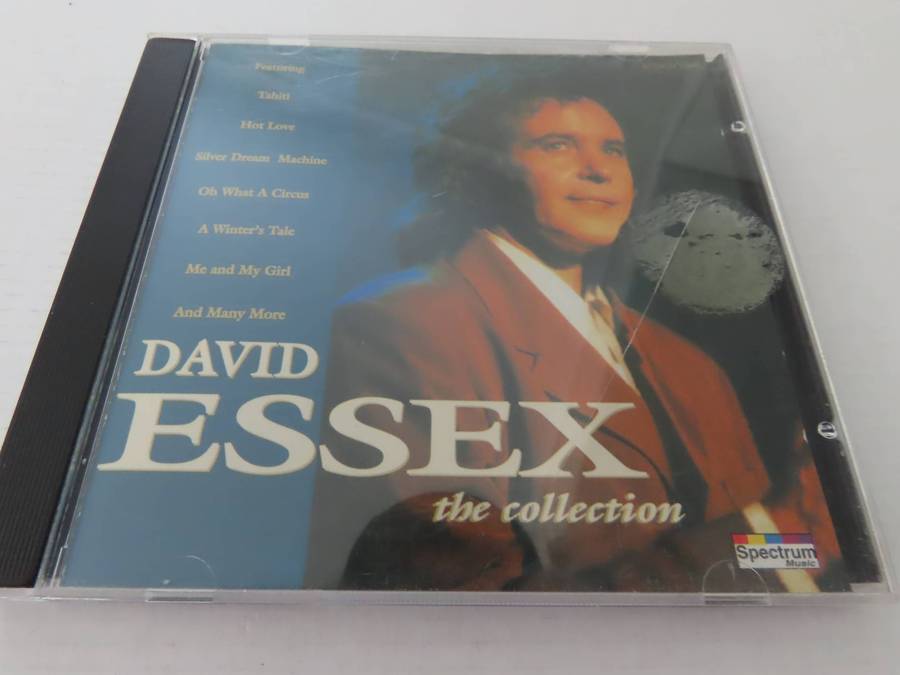 Featuring
Tahiti
Hot Love
Silver Dream Machine
Oh What A Circus
A Winter's Tale
Me and My Girl
And Many More
DAVID
ESSEX
the collection
Spectrum
Music